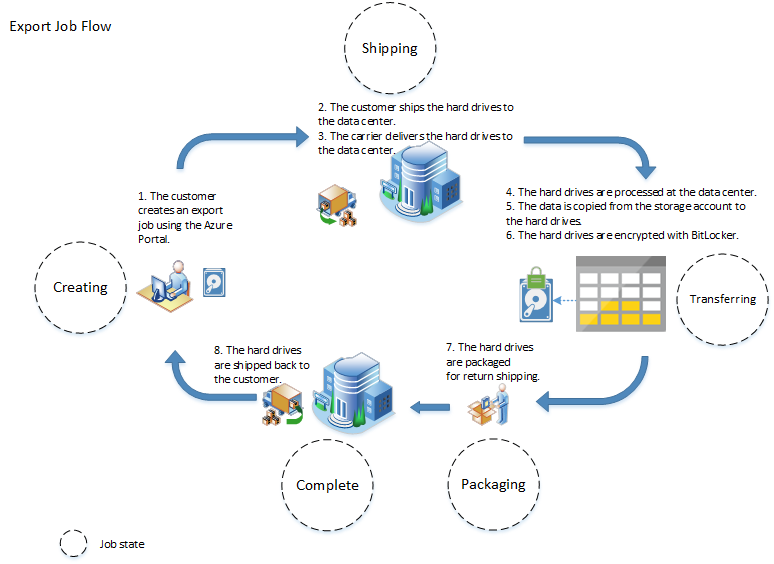 Export Job Flow
Shipping
2. The customer ships the hard drives to
the data center.
3. The carrier delivers the hard drives to
the data center.
1. The customer
creates an export
job using the Azure
Portal.
4. The hard drives are processed at the data center.
5. The data is copied from the storage account to
the hard drives.
6. The hard drives are encrypted with BitLocker.
Creating
Transferring
8. The hard drives
are shipped back to
the customer.
7. The hard drives
are packaged
for return shipping.
Complete
Packaging
Job state